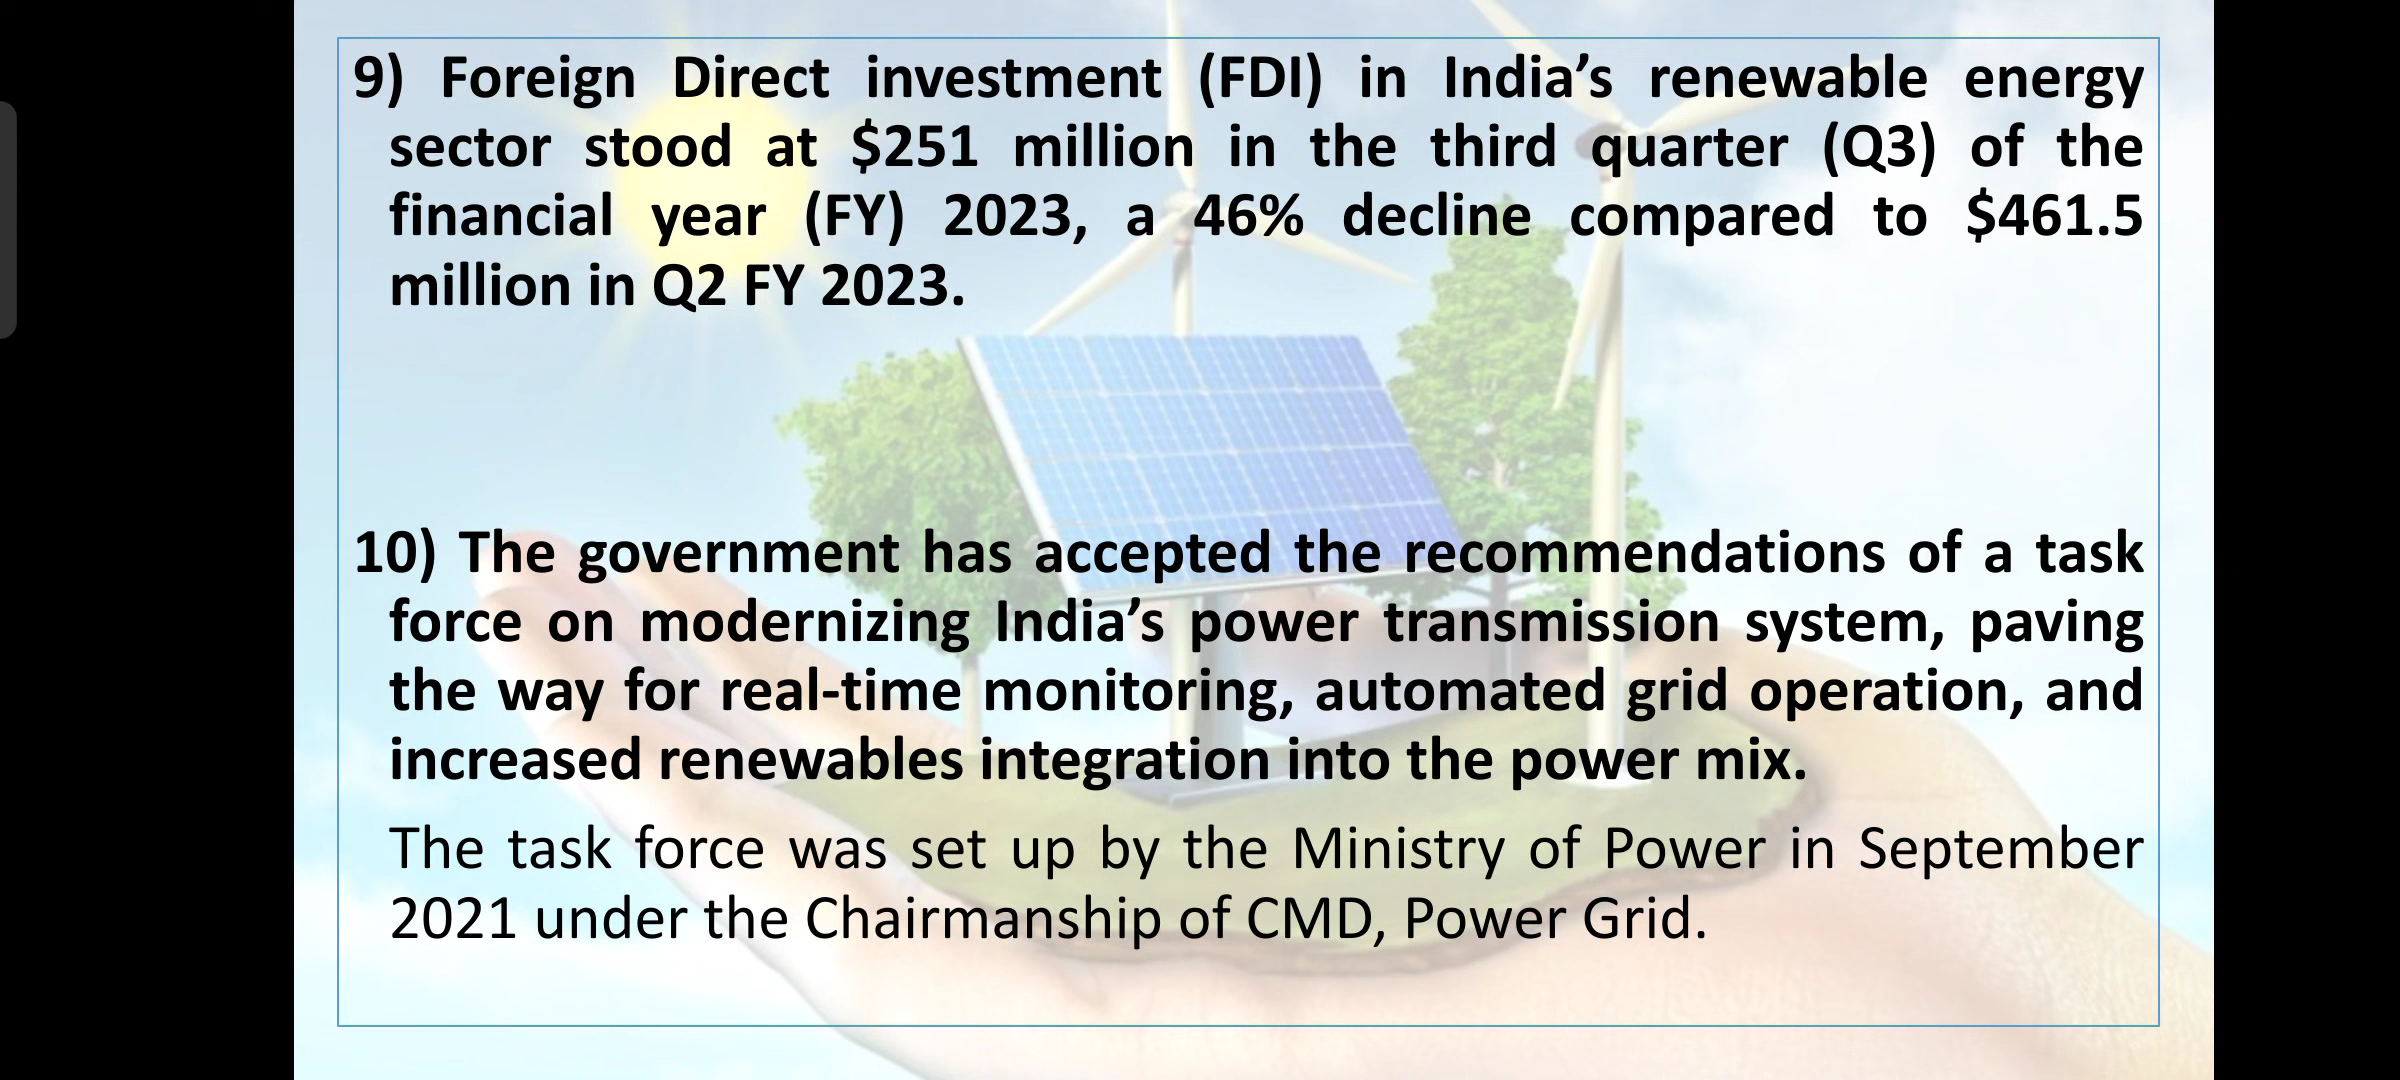 9) Foreign Direct investment (FDI) in India’s renewable energy
sector stood at $251 million in the third quarter (Q3) of the
financial year (FY) 2023, a 46% decline compared to $461.5
million in Q2 FY 2023.
10) The government has accepted the recommendations of a task
force on modernizing India’s power transmission system, paving
the way for real-time monitoring, automated grid operation, and
increased renewables integration into the power mix.
The task force was set up by the Ministry of Power in September
2021 under the Chairmanship of CMD, Power Grid.